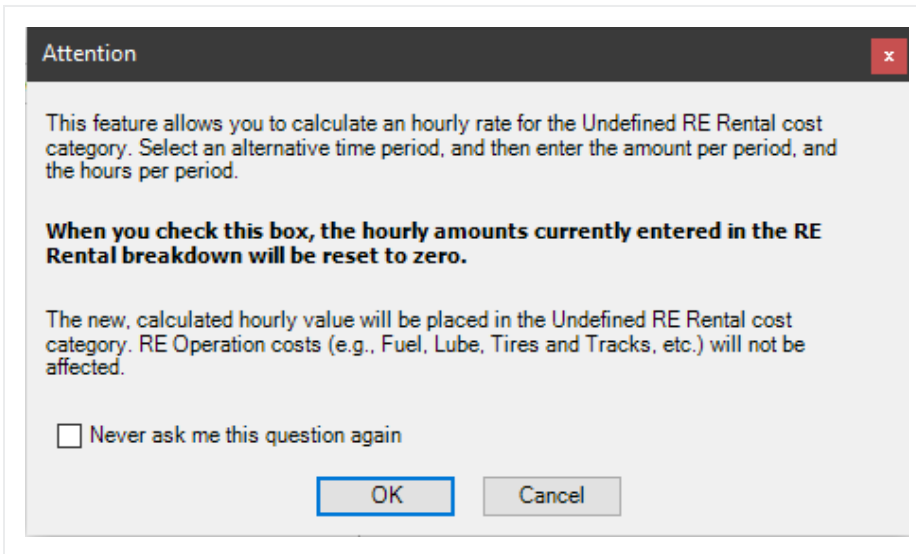 Attention
x
This feature allows you to calculate an hourly rate for the Undefined RE Rental cost
category. Select an alternative time period, and then enter the amount per period, and
the hours per period.
When you check this box, the hourly amounts currently entered in the RE
Rental breakdown will be reset to zero.
The new, calculated hourly value will be placed in the Undefined RE Rental cost
category. RE Operation costs (e.g., Fuel, Lube, Tires and Tracks, etc.) will not be
affected.
Never ask me this question again
OK
Cancel